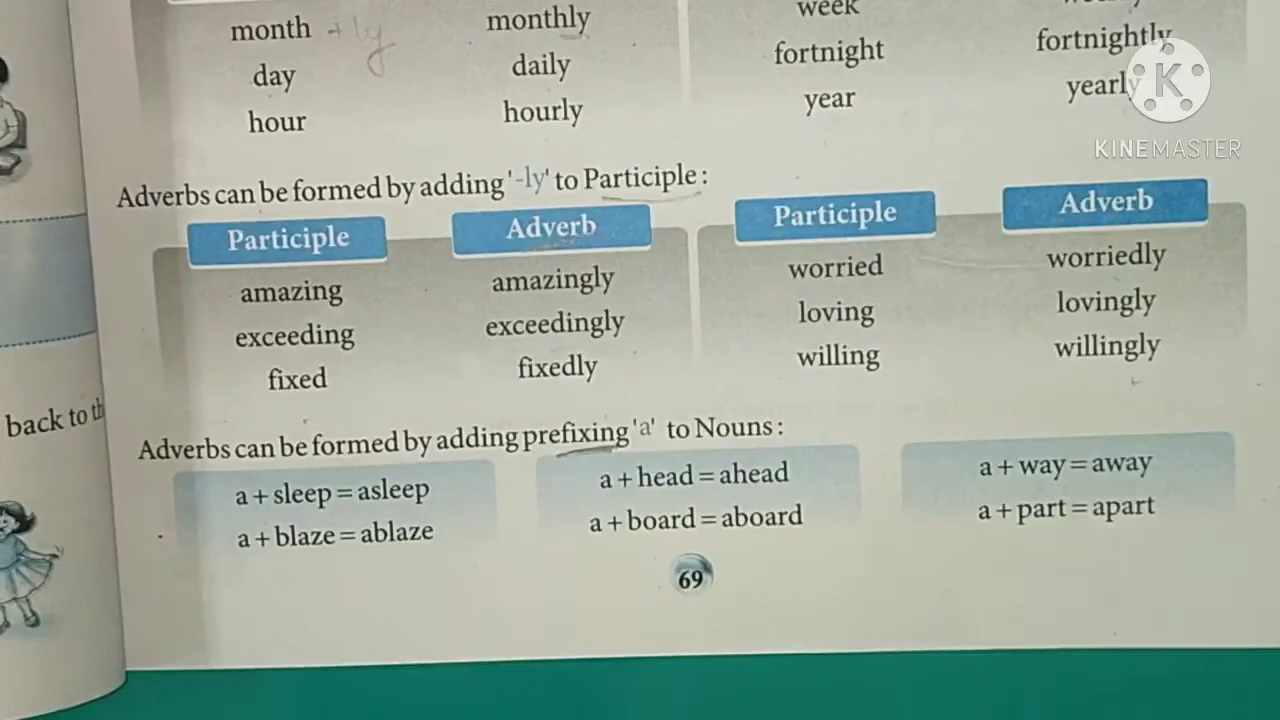 month +ly monthly week
day daily fortnight fortnightly
hour hourly year yearly
KINEMASTER
Adverbs can be formed by adding '-ly' to Participle :
Participle Adverb Participle Adverb
amazing amazingly worried worriedly
exceeding exceedingly loving lovingly
fixed fixedly willing willingly
back to th
Adverbs can be formed by adding prefixing 'a' to Nouns :
a + sleep = asleep a + head = ahead a + way = away
a + blaze = ablaze a + board = aboard a + part = apart
69